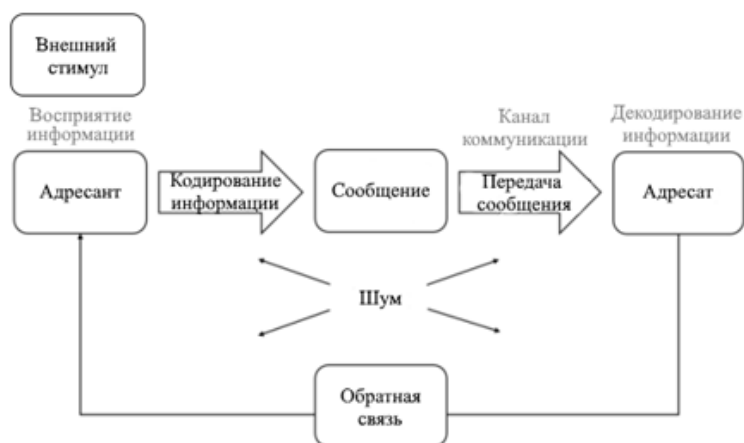 Внешний
стимул
Восприятие
информации
Канал
коммуникации
Декодирование
информации
Адресант
Кодирование
информации
Сообщение
Передача
сообщения
Адресат
Шум
Обратная
связь